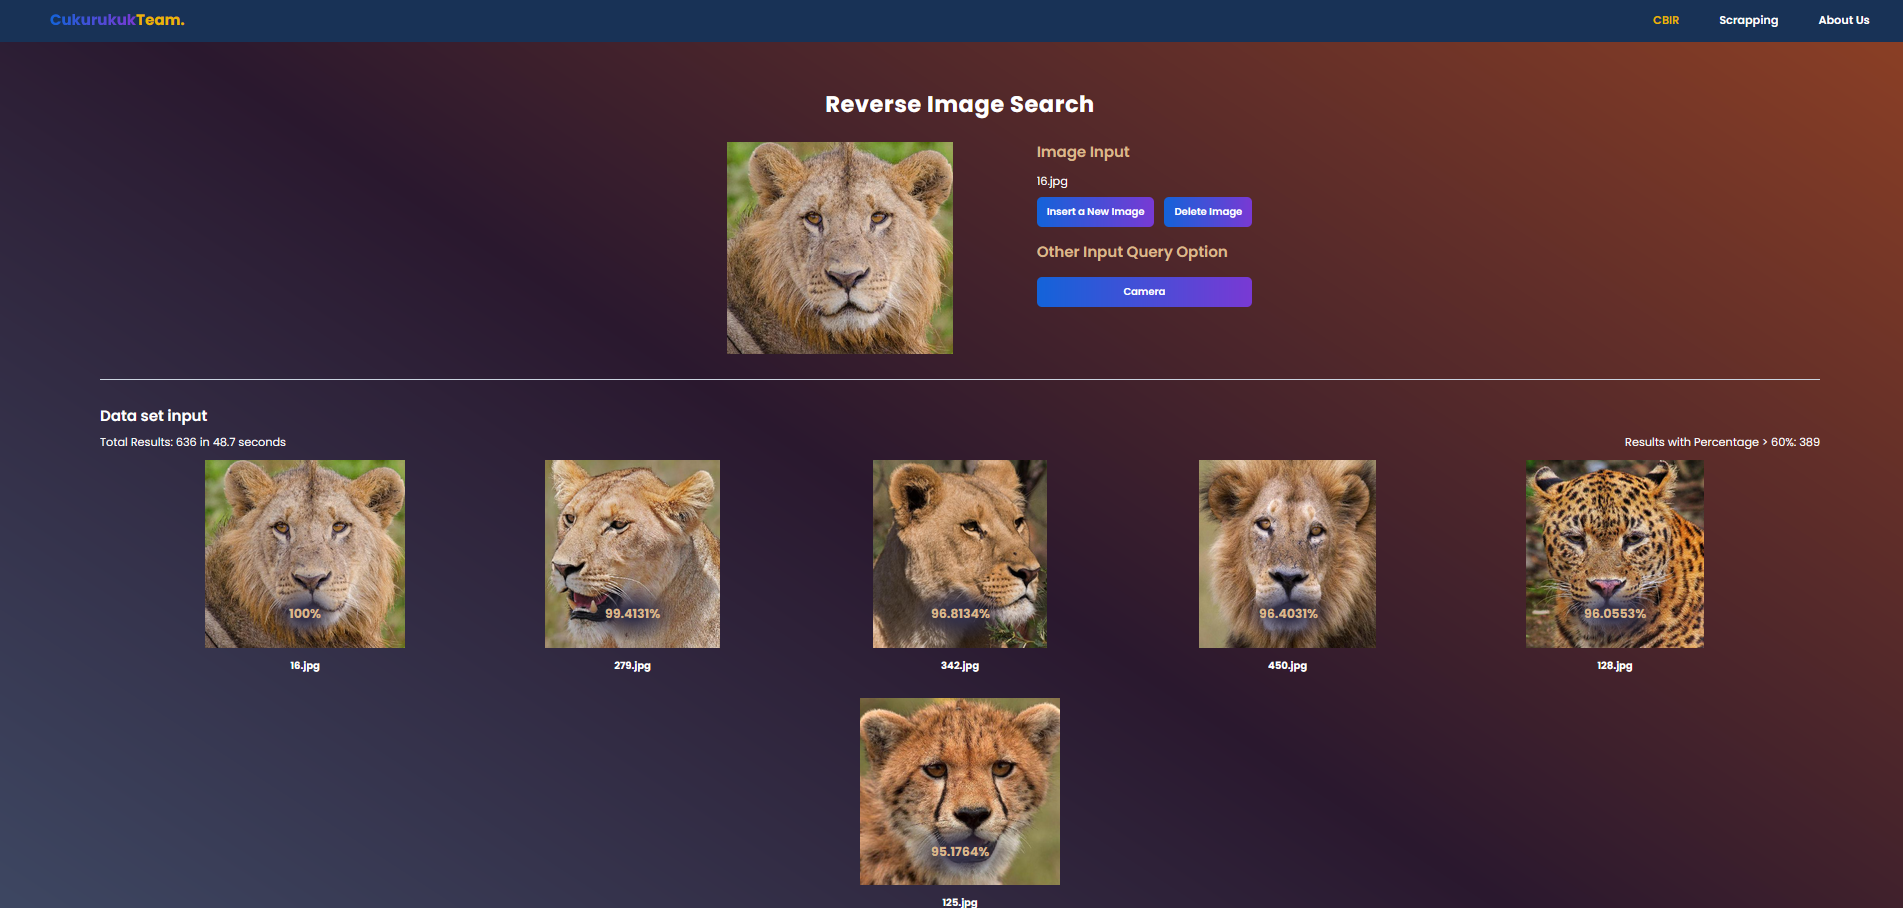 CukurukukTeam.
CBIR Scrapping About Us
Reverse Image Search
Image Input
16.jpg
Insert a New Image Delete Image
Other Input Query Option
Camera
Data set input
Total Results: 636 in 48.7 seconds
Results with Percentage > 60%: 389
100% 99.4131% 96.8134% 96.4031% 96.0553%
16.jpg 279.jpg 342.jpg 450.jpg 128.jpg
95.1764%
125.jpg